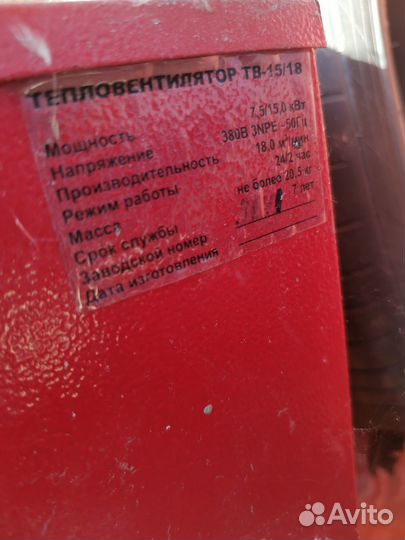 ТЕПЛОВЕНТИЛЯТОР ТВ-15/18
Мощность 7,5/15,0 кВт
Напряжение 380В 3NPE ~50Гц
Производительность 18,0 м³/мин
Режим работы 24/2 час
Масса не более 20,5 кг
Срок службы 7 лет
Заводской номер
Дата изготовления
Avito